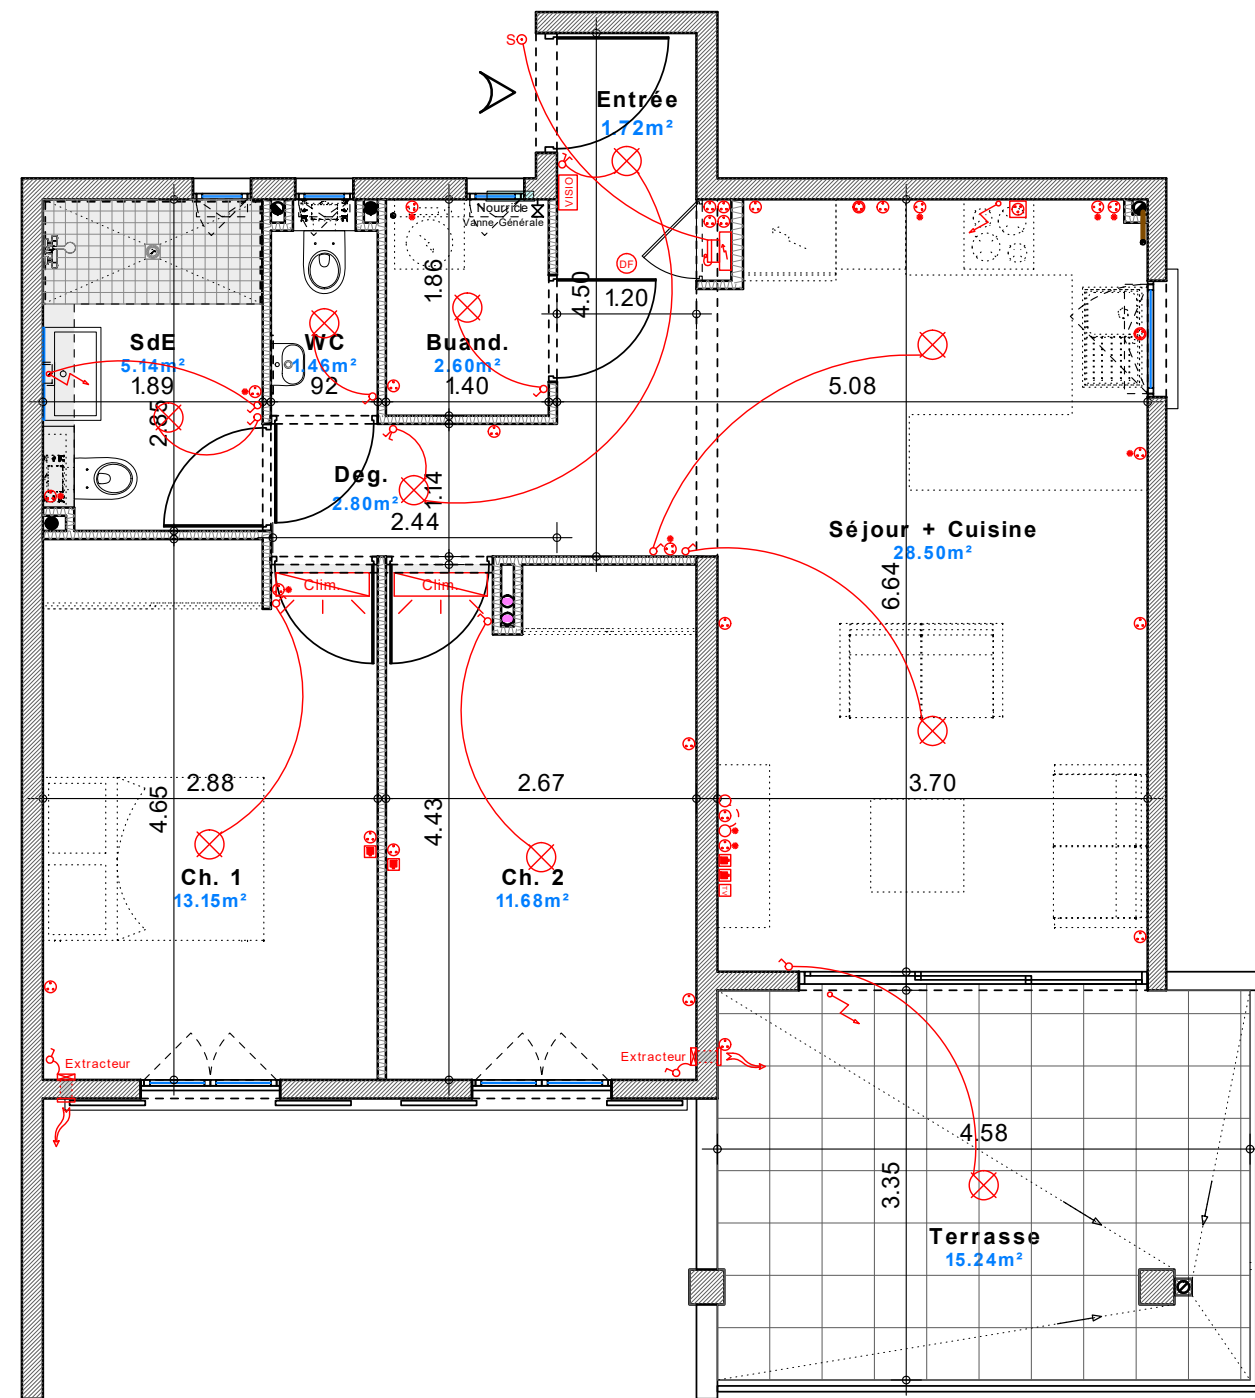 S
Entrée
1.72m²
VISIO
Nourrice
Vanne Générale
DF
1.86
4.50
1.20
SdE
5.14m²
1.89
2.85
WC
1.46m²
92
Buand.
2.60m²
1.40
5.08
Deg.
2.80m²
1.14
2.44
Séjour + Cuisine
28.50m²
6.64
Clim.
Clim.
2.88
4.65
2.67
4.43
3.70
Ch. 1
13.15m²
Ch. 2
11.68m²
TV
Extracteur
Extracteur
4.58
3.35
Terrasse
15.24m²